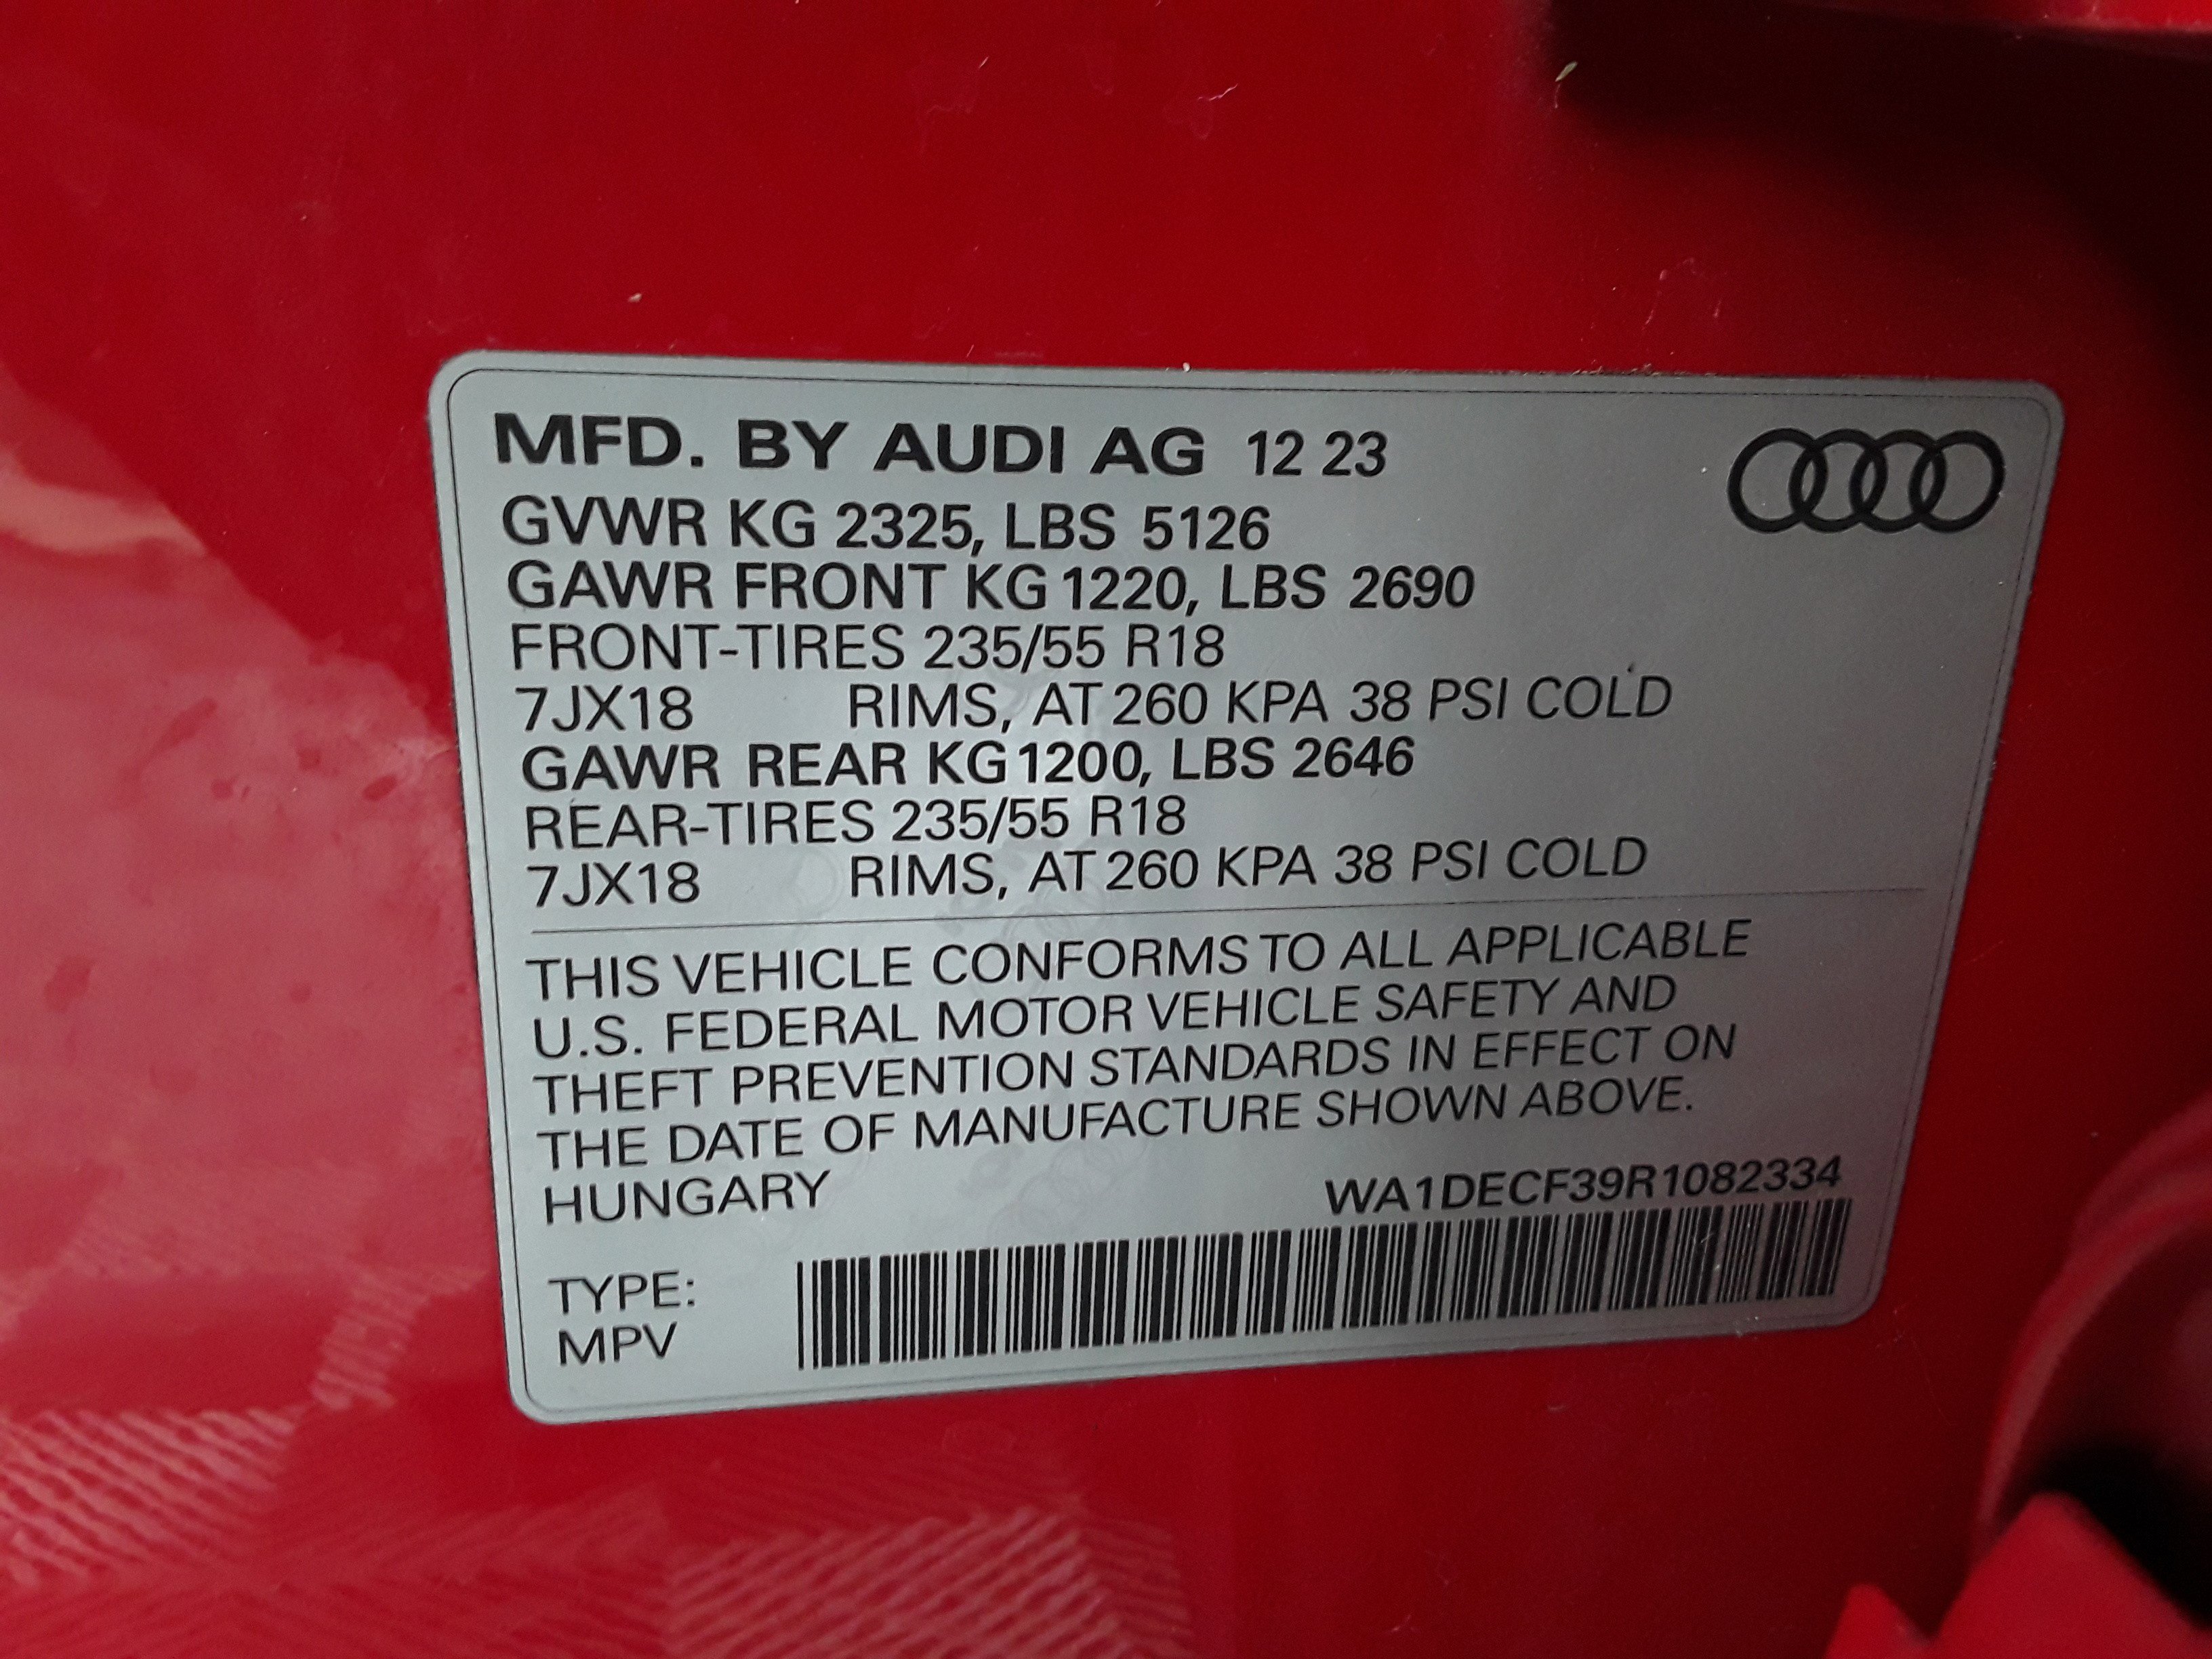 MFD. BY AUDI AG 12 23
GVWR KG 2325, LBS 5126
GAWR FRONT KG 1220, LBS 2690
FRONT-TIRES 235/55 R18
7JX18 RIMS, AT 260 KPA 38 PSI COLD
GAWR REAR KG 1200, LBS 2646
REAR-TIRES 235/55 R18
7JX18 RIMS, AT 260 KPA 38 PSI COLD
THIS VEHICLE CONFORMS TO ALL APPLICABLE
U.S. FEDERAL MOTOR VEHICLE SAFETY AND
THEFT PREVENTION STANDARDS IN EFFECT ON
THE DATE OF MANUFACTURE SHOWN ABOVE.
HUNGARY WA1DECF39R1082334
TYPE:
MPV